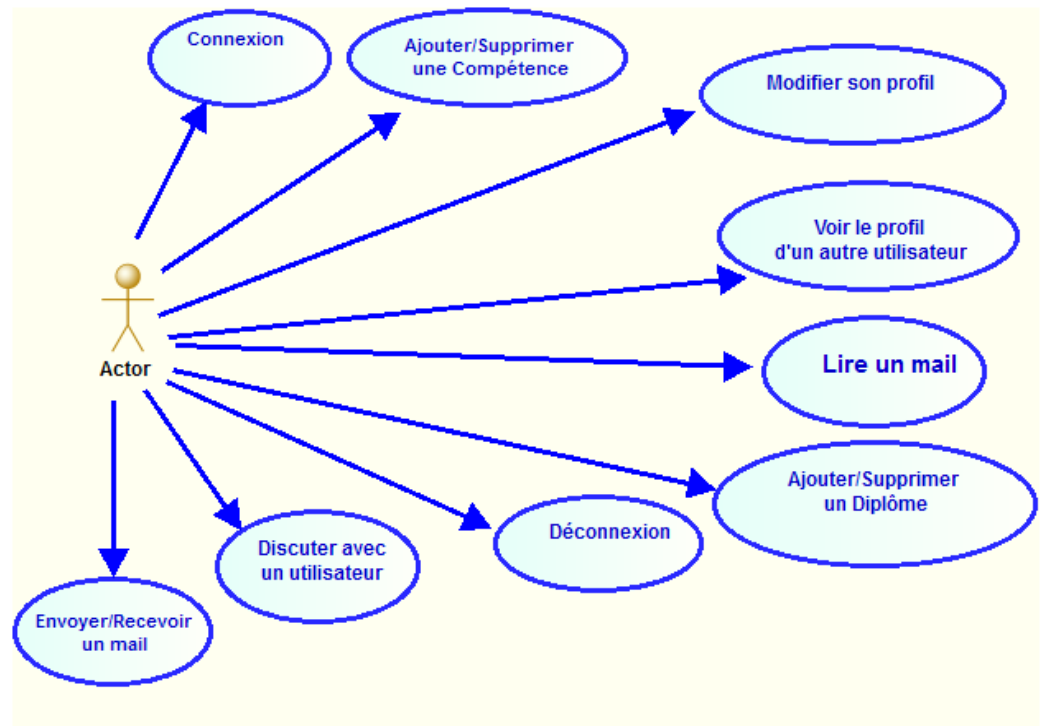 Connexion
Ajouter/Supprimer
une Compétence
Modifier son profil
Voir le profil
d'un autre utilisateur
Actor
Lire un mail
Ajouter/Supprimer
un Diplôme
Déconnexion
Discuter avec
un utilisateur
Envoyer/Recevoir
un mail